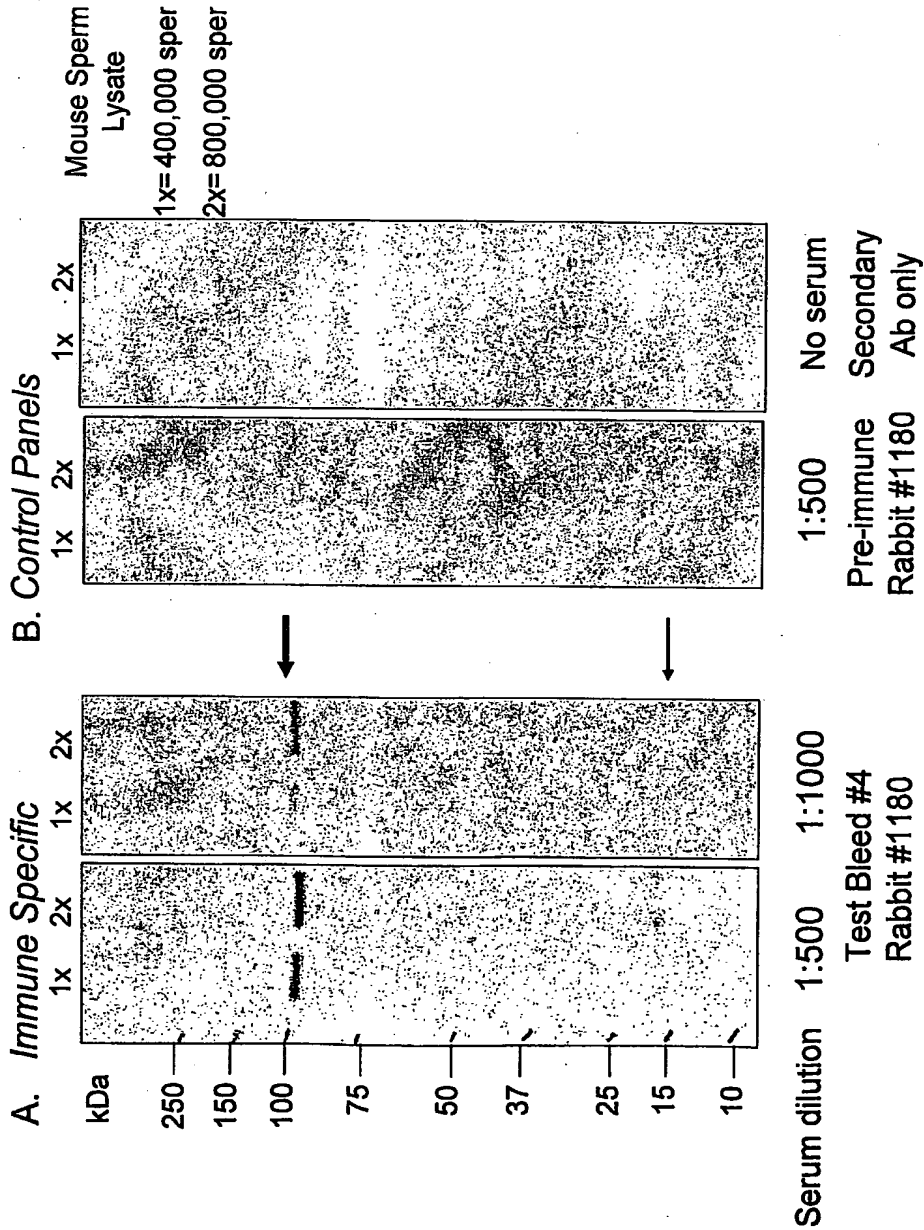 A. Immune Specific
B. Control Panels
kDa
1x
2x
1x
2x
1x
2x
1x
2x
Mouse Sperm
Lysate
1x=400,000 sper
2x=800,000 sper
250
150
100
75
50
37
25
15
10
Serum dilution
1:500
1:1000
1:500
No serum
Test Bleed #4
Rabbit #1180
Pre-immune
Rabbit #1180
Secondary
Ab only